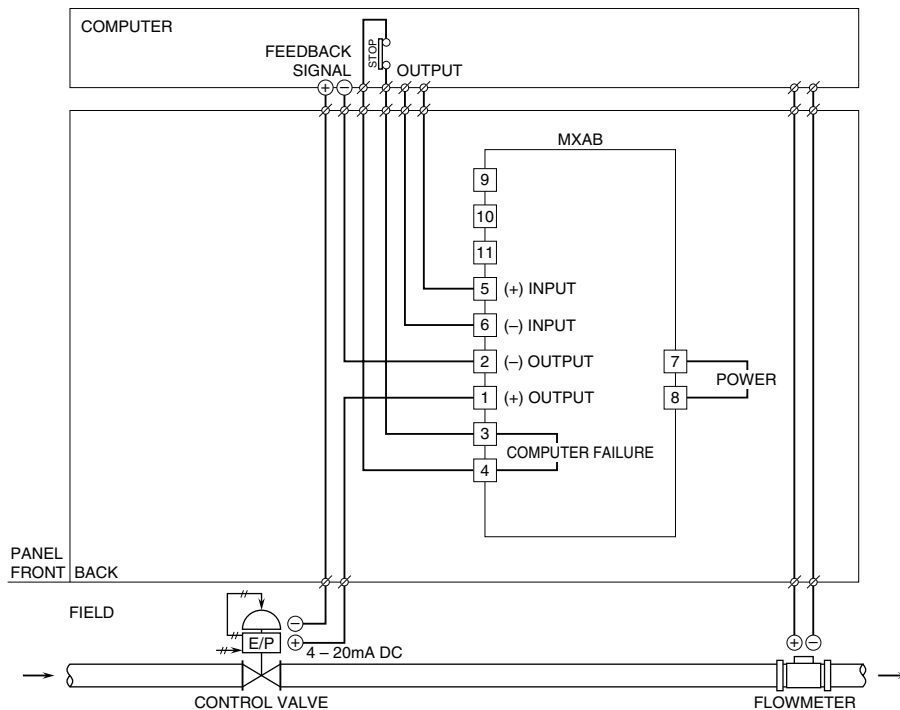 COMPUTER
FEEDBACK
SIGNAL
STOP
OUTPUT
+ −
MXAB
9
10
11
5 (+) INPUT
6 (–) INPUT
2 (–) OUTPUT
1 (+) OUTPUT
3
4
COMPUTER FAILURE
7
8
POWER
PANEL
FRONT BACK
FIELD
−
E/P
+
4 – 20mA DC
+ −
CONTROL VALVE
FLOWMETER